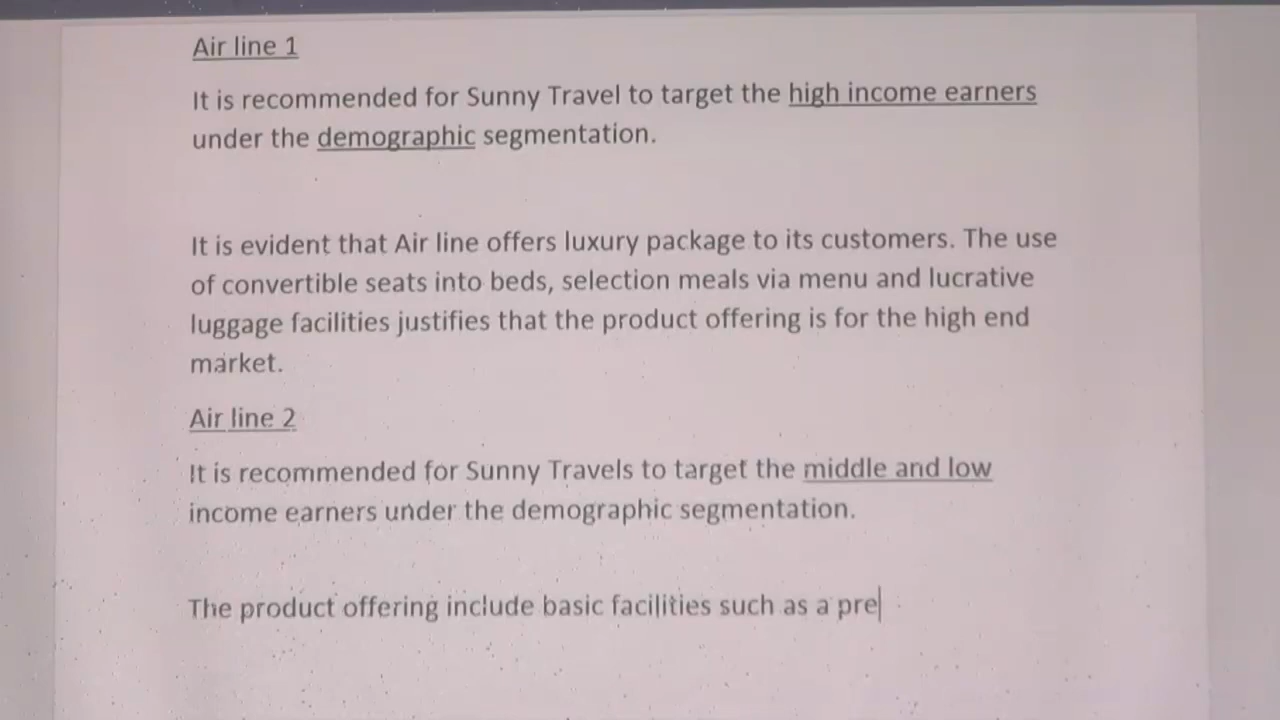 Air line 1
It is recommended for Sunny Travel to target the high income earners
under the demographic segmentation.
It is evident that Air line offers luxury package to its customers. The use
of convertible seats into beds, selection meals via menu and lucrative
luggage facilities justifies that the product offering is for the high end
market.
Air line 2
It is recommended for Sunny Travels to target the middle and low
income earners under the demographic segmentation.
The product offering include basic facilities such as a pre